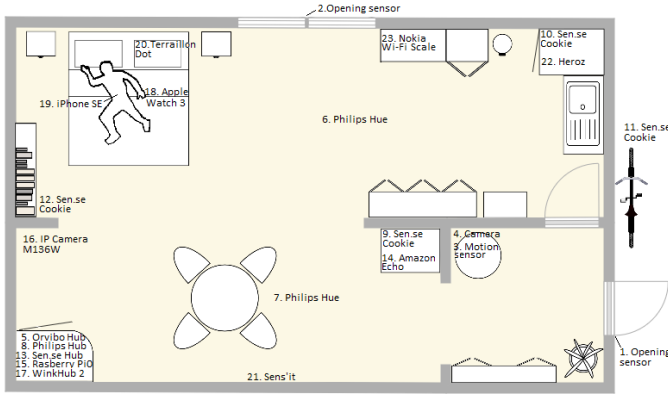 2.Opening sensor
20.Terraillon
Dot
23. Nokia
Wi-Fi Scale
10. Sen.se
Cookie
22. Heroz
18. Apple
Watch 3
19. iPhone SE
6. Philips Hue
11. Sen.se
Cookie
12. Sen.se
Cookie
16. IP Camera
M136W
9. Sen.se
Cookie
14. Amazon
Echo
4. Camera
3. Motion
sensor
7. Philips Hue
5. Orvibo Hub
8. Philips Hub
13. Sen.se Hub
15. Rasberry Pi0
17. WinkHub 2
21. Sens'it
1. Opening
sensor